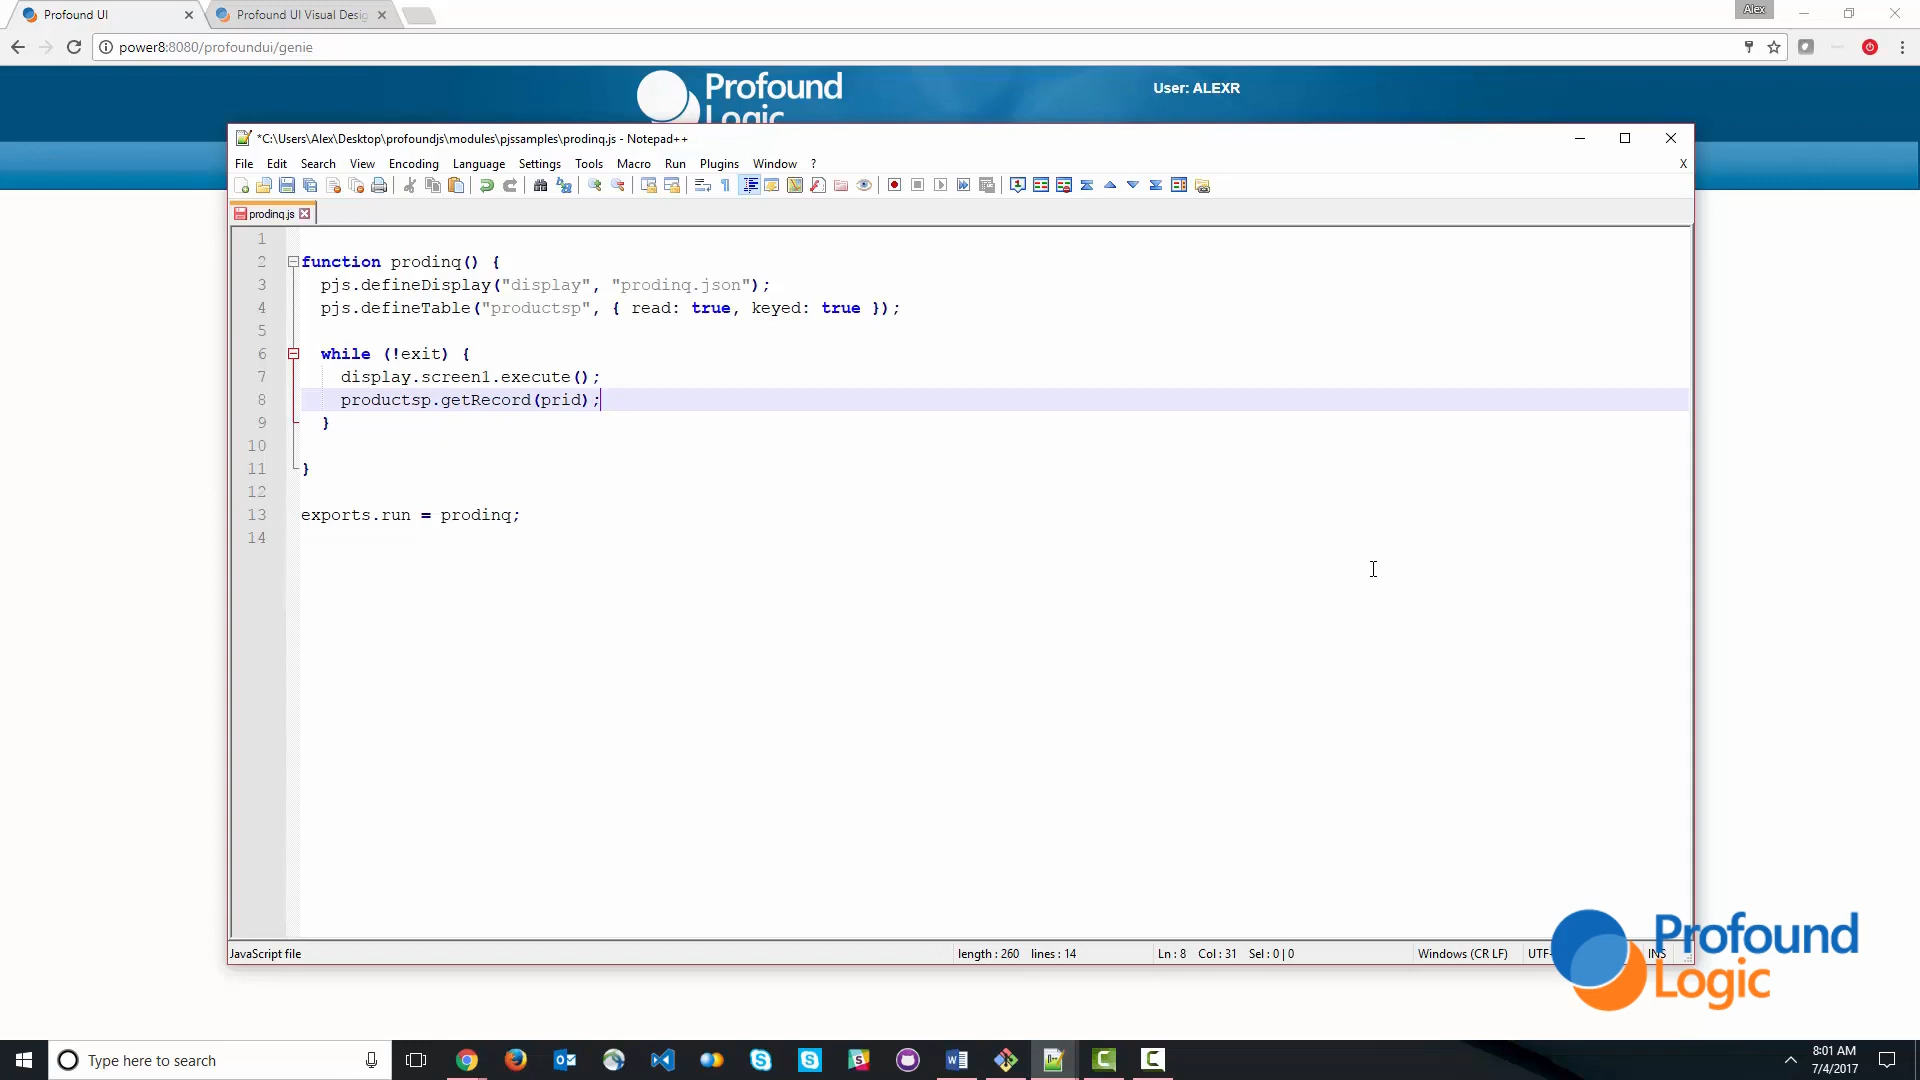 Profound UI
Profound UI Visual Desig
Alex
power8:8080/profoundui/genie
Profound
Logic
User: ALEXR
*C:\Users\Alex\Desktop\profoundjs\modules\pjssamples\prodinq.js - Notepad++
File Edit Search View Encoding Language Settings Tools Macro Run Plugins Window ? X
prodinq.js
1
2 function prodinq() {
3 pjs.defineDisplay("display", "prodinq.json");
4 pjs.defineTable("productsp", { read: true, keyed: true });
5
6 while (!exit) {
7 display.screen1.execute();
8 productsp.getRecord(prid);
9 }
10
11 }
12
13 exports.run = prodinq;
14
JavaScript file length : 260 lines : 14 Ln : 8 Col : 31 Sel : 0 | 0 Windows (CR LF) UTF- INS
Profound
Logic
Type here to search
8:01 AM
7/4/2017